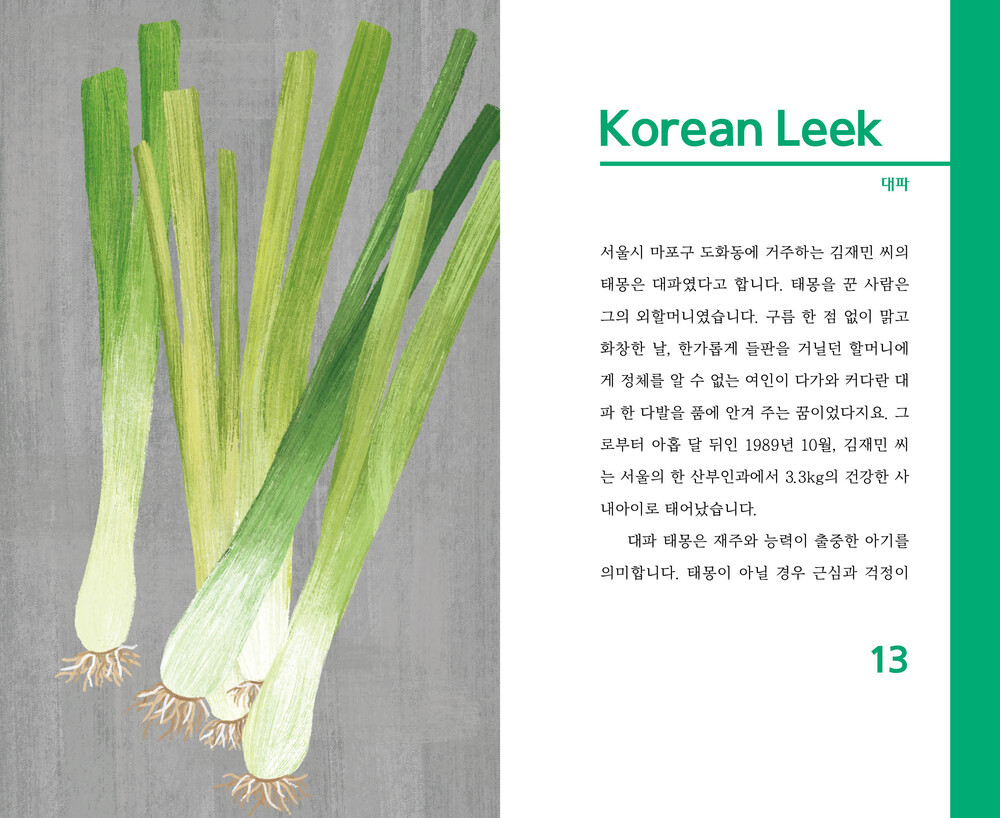 Korean Leek
대파
서울시 마포구 도화동에 거주하는 김재민 씨의
태몽은 대파였다고 합니다. 태몽을 꾼 사람은
그의 외할머니였습니다. 구름 한 점 없이 맑고
화창한 날, 한가롭게 들판을 거닐던 할머니에
게 정체를 알 수 없는 여인이 다가와 커다란 대
파 한 다발을 품에 안겨 주는 꿈이었다지요. 그
로부터 아홉 달 뒤인 1989년 10월, 김재민 씨
는 서울의 한 산부인과에서 3.3kg의 건강한 사
내아이로 태어났습니다.
대파 태몽은 재주와 능력이 출중한 아기를
의미합니다. 태몽이 아닐 경우 근심과 걱정이
13